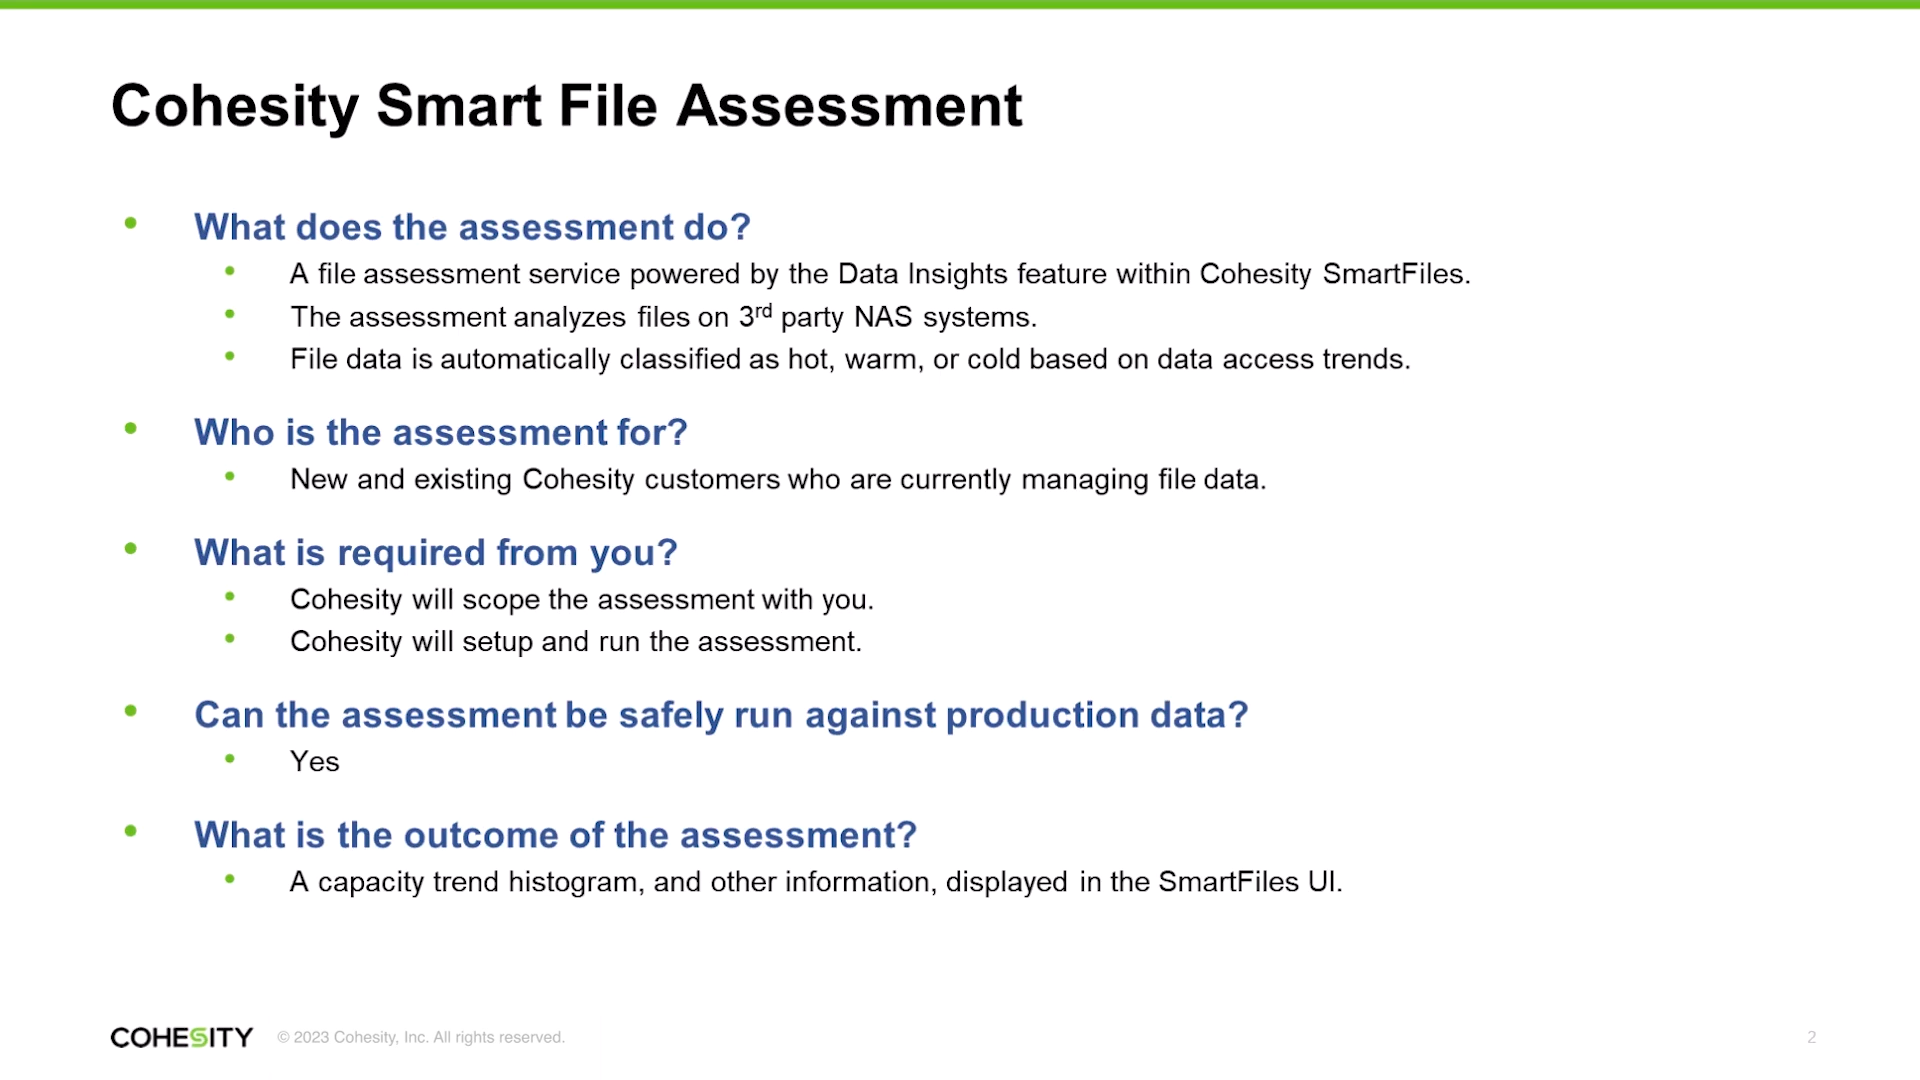 Cohesity Smart File Assessment
• What does the assessment do?
• A file assessment service powered by the Data Insights feature within Cohesity SmartFiles.
• The assessment analyzes files on 3rd party NAS systems.
• File data is automatically classified as hot, warm, or cold based on data access trends.
• Who is the assessment for?
• New and existing Cohesity customers who are currently managing file data.
• What is required from you?
• Cohesity will scope the assessment with you.
• Cohesity will setup and run the assessment.
• Can the assessment be safely run against production data?
• Yes
• What is the outcome of the assessment?
• A capacity trend histogram, and other information, displayed in the SmartFiles UI.
COHESITY © 2023 Cohesity, Inc. All rights reserved. 2